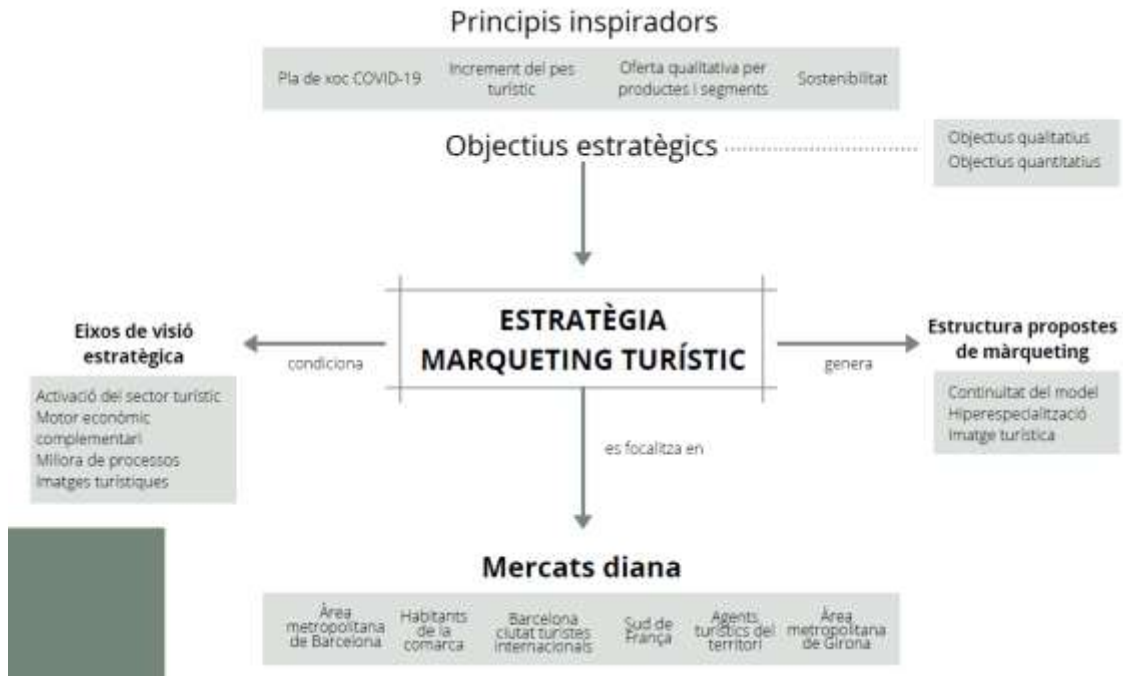 Principis inspiradors
Pla de xoc COVID-19
Increment del pes
turístic
Oferta qualitativa per
productes i segments
Sostenibilitat
Objectius estratègics
Objectius qualitatius
Objectius quantitatius
ESTRATÈGIA
MARQUETING TURÍSTIC
condiciona
Eixos de visió
estratègica
Activació del sector turístic
Motor econòmic
complementari
Millora de processos
Imatges turístiques
genera
Estructura propostes
de màrqueting
Continuïtat del model
Hiperespecialització
Imatge turística
es focalitza en
Mercats diana
Àrea
metropolitana
de Barcelona
Habitants
de la
comarca
Barcelona
ciutat turistes
internacionals
Sud de
França
Agents
turístics del
territori
Àrea
metropolitana
de Girona